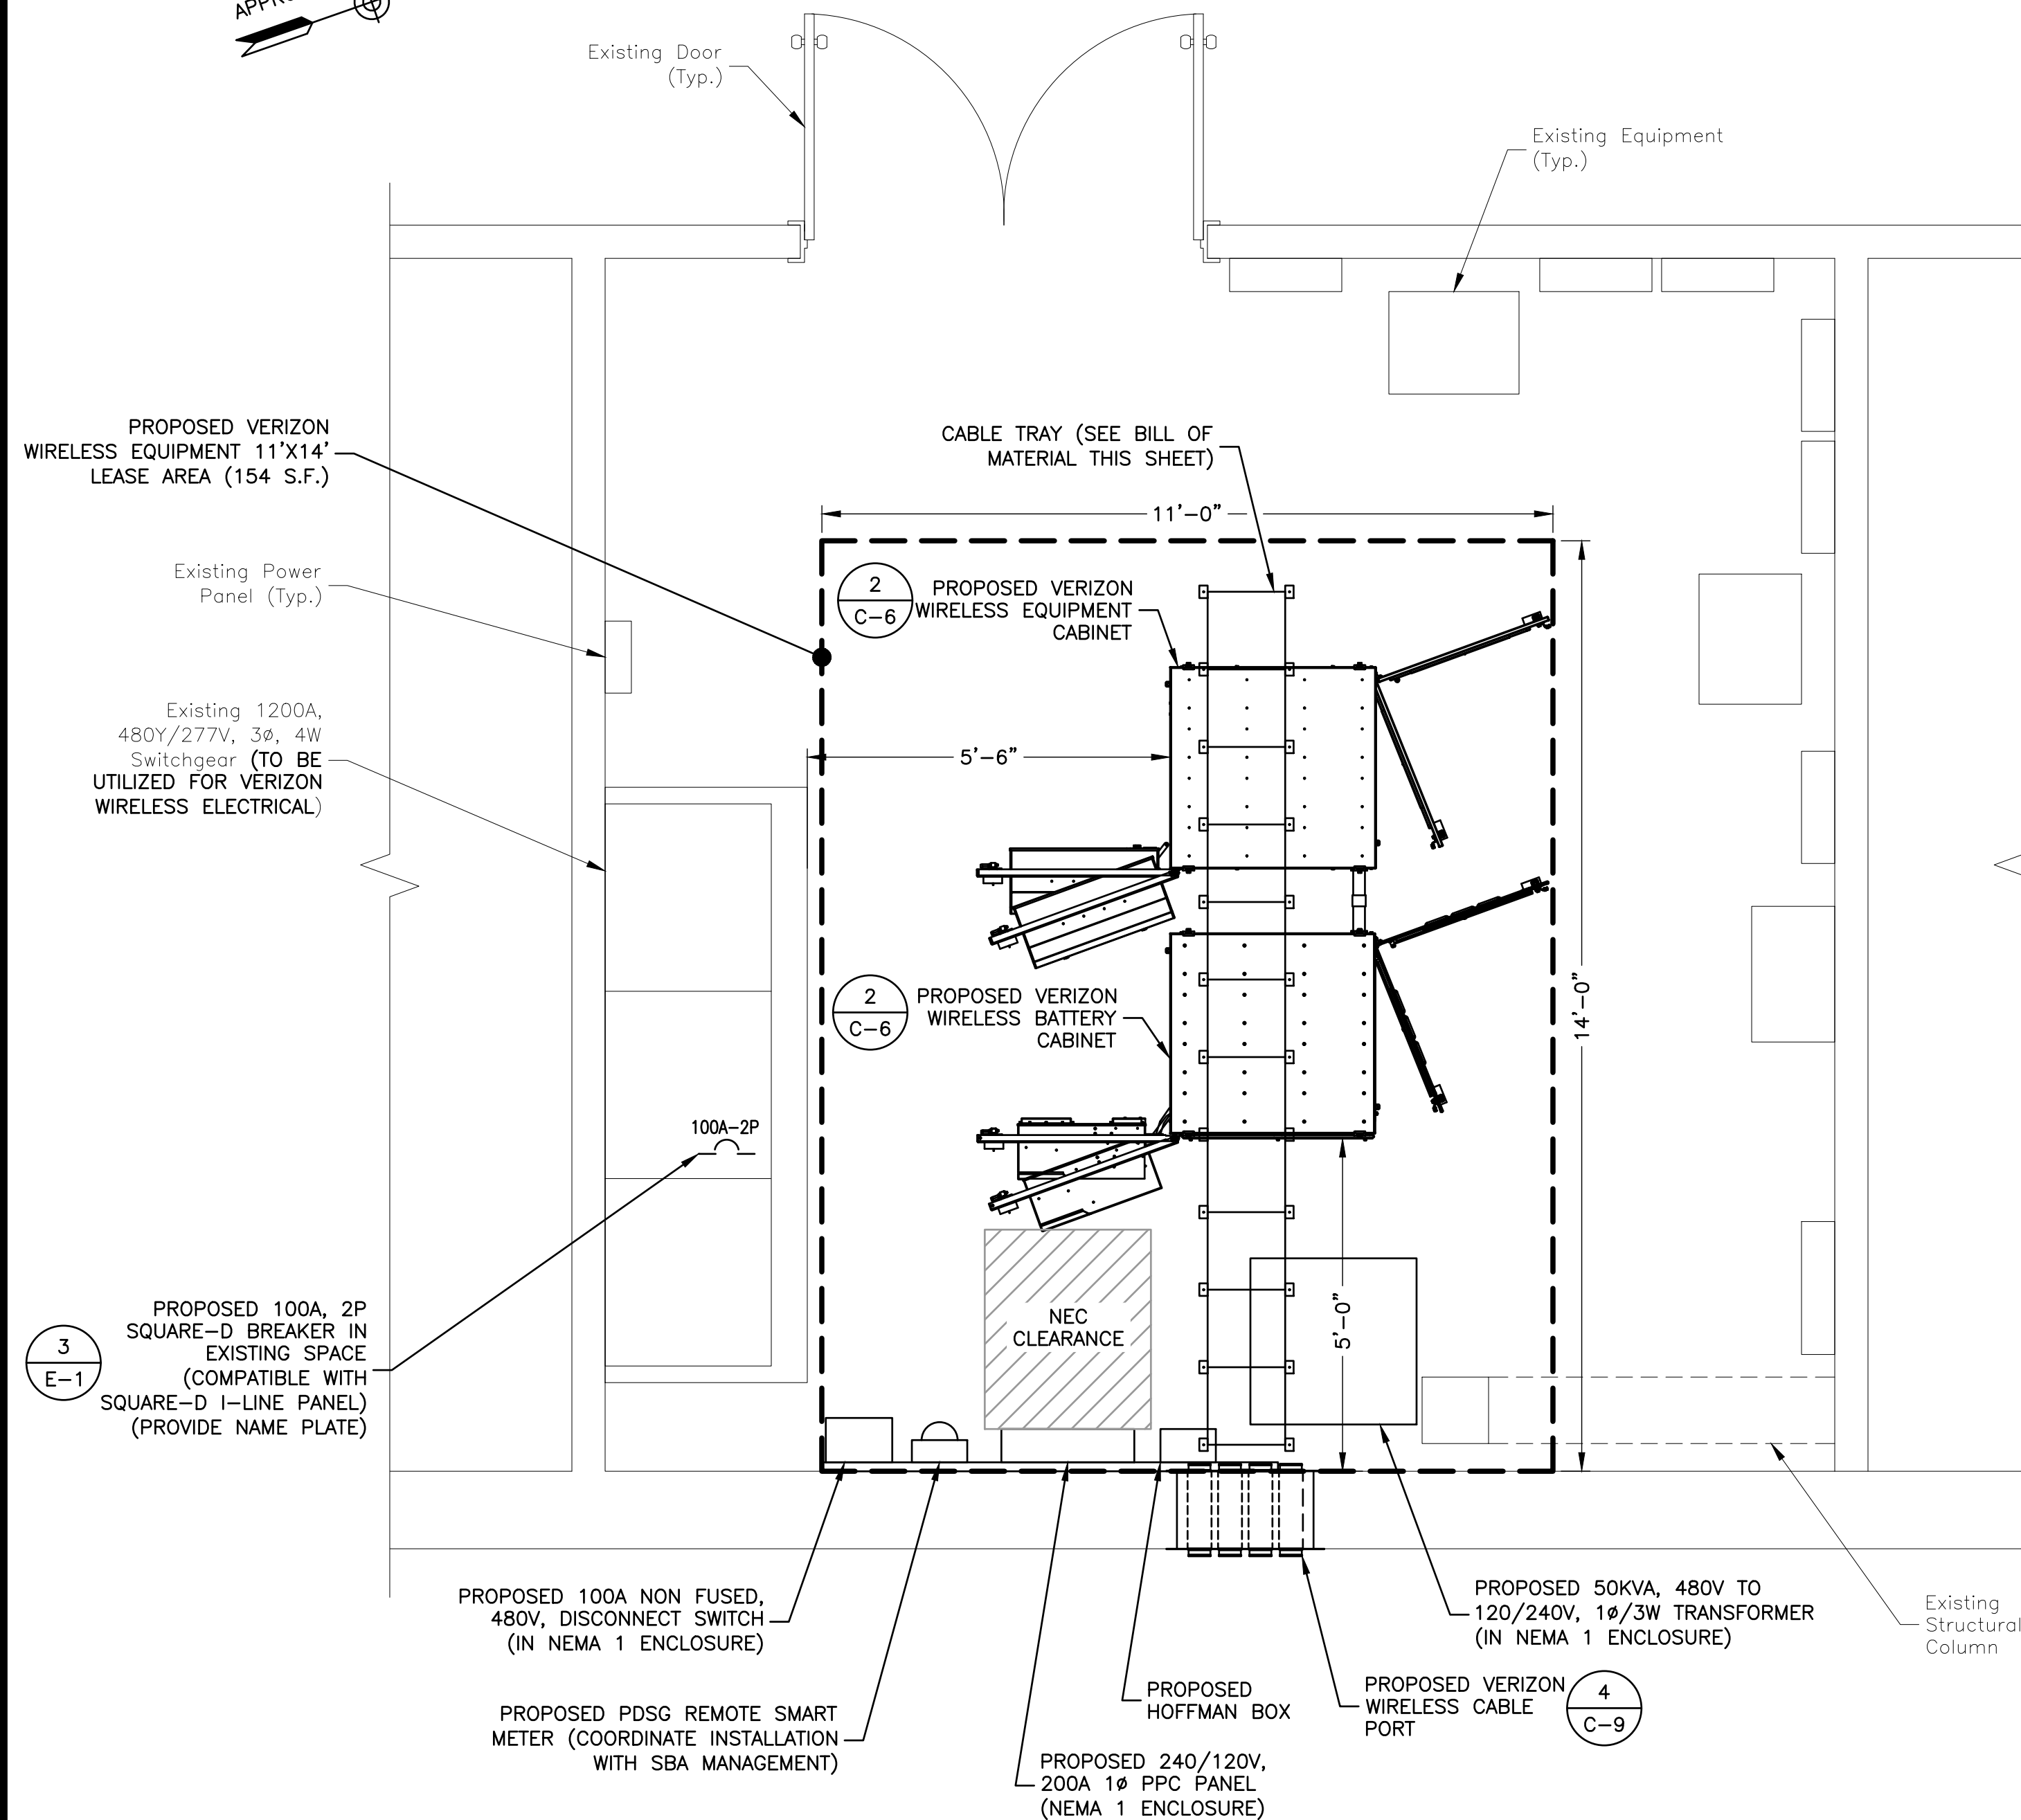 Existing Door
(Typ.)
Existing Equipment
(Typ.)
PROPOSED VERIZON
WIRELESS EQUIPMENT 11'X14'
LEASE AREA (154 S.F.)
CABLE TRAY (SEE BILL OF
MATERIAL THIS SHEET)
11'-0"
Existing Power
Panel (Typ.)
2
C-6
PROPOSED VERIZON
WIRELESS EQUIPMENT
CABINET
Existing 1200A,
480Y/277V, 3ø, 4W
Switchgear (TO BE
UTILIZED FOR VERIZON
WIRELESS ELECTRICAL)
5'-6"
14'-0"
2
C-6
PROPOSED VERIZON
WIRELESS BATTERY
CABINET
100A-2P
NEC
CLEARANCE
5'-0"
3
E-1
PROPOSED 100A, 2P
SQUARE-D BREAKER IN
EXISTING SPACE
(COMPATIBLE WITH
SQUARE-D I-LINE PANEL)
(PROVIDE NAME PLATE)
PROPOSED 100A NON FUSED,
480V, DISCONNECT SWITCH
(IN NEMA 1 ENCLOSURE)
PROPOSED 50KVA, 480V TO
120/240V, 1ø/3W TRANSFORMER
(IN NEMA 1 ENCLOSURE)
Existing
Structural
Column
PROPOSED PDSG REMOTE SMART
METER (COORDINATE INSTALLATION
WITH SBA MANAGEMENT)
PROPOSED
HOFFMAN BOX
PROPOSED VERIZON
WIRELESS CABLE
PORT
4
C-9
PROPOSED 240/120V,
200A 1ø PPC PANEL
(NEMA 1 ENCLOSURE)